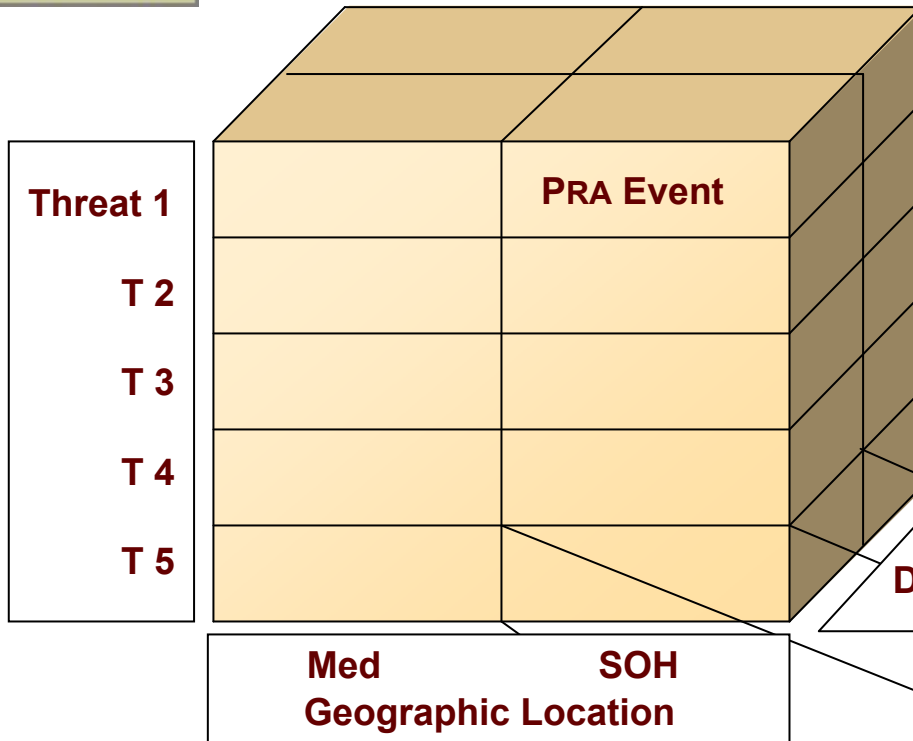 Threat 1
PRA Event
T 2
T 3
T 4
T 5
D
Med SOH
Geographic Location